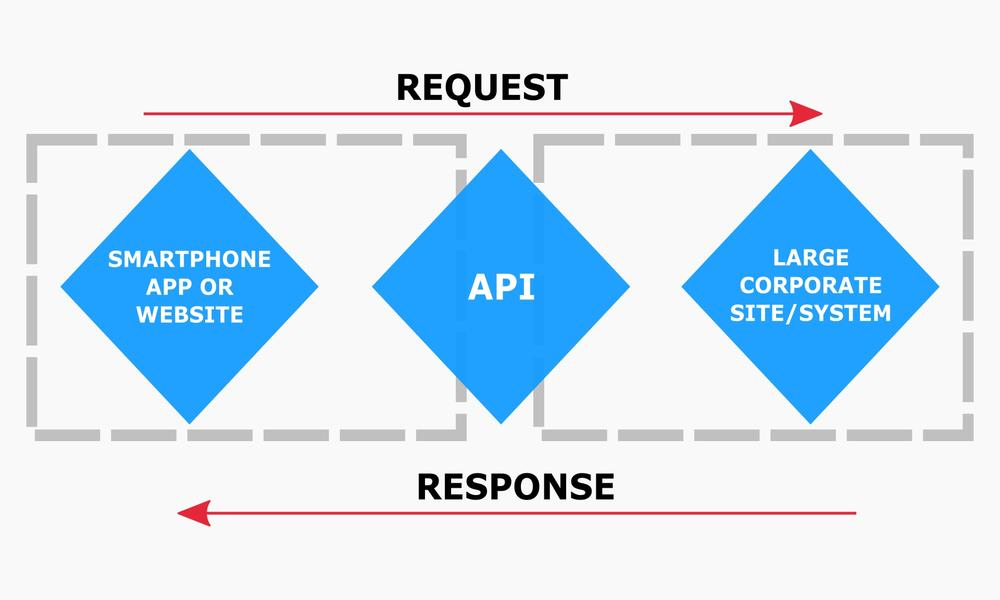 REQUEST
SMARTPHONE
APP OR
WEBSITE
API
LARGE
CORPORATE
SITE/SYSTEM
RESPONSE